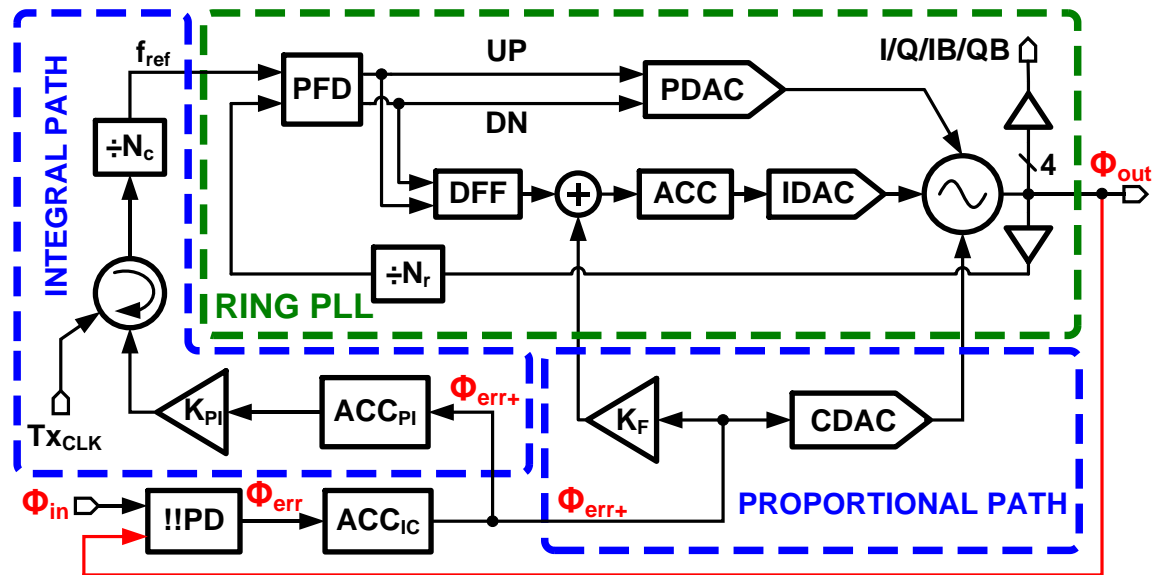 f_ref
UP
I/Q/IB/QB
PFD
PDAC
DN
÷N_c
4
Φ_out
DFF
+
ACC
IDAC
INTEGRAL PATH
÷N_r
RING PLL
Φ_err+
K_PI
ACC_PI
K_F
CDAC
Tx_CLK
Φ_in
!!PD
Φ_err
ACC_IC
Φ_err+
PROPORTIONAL PATH